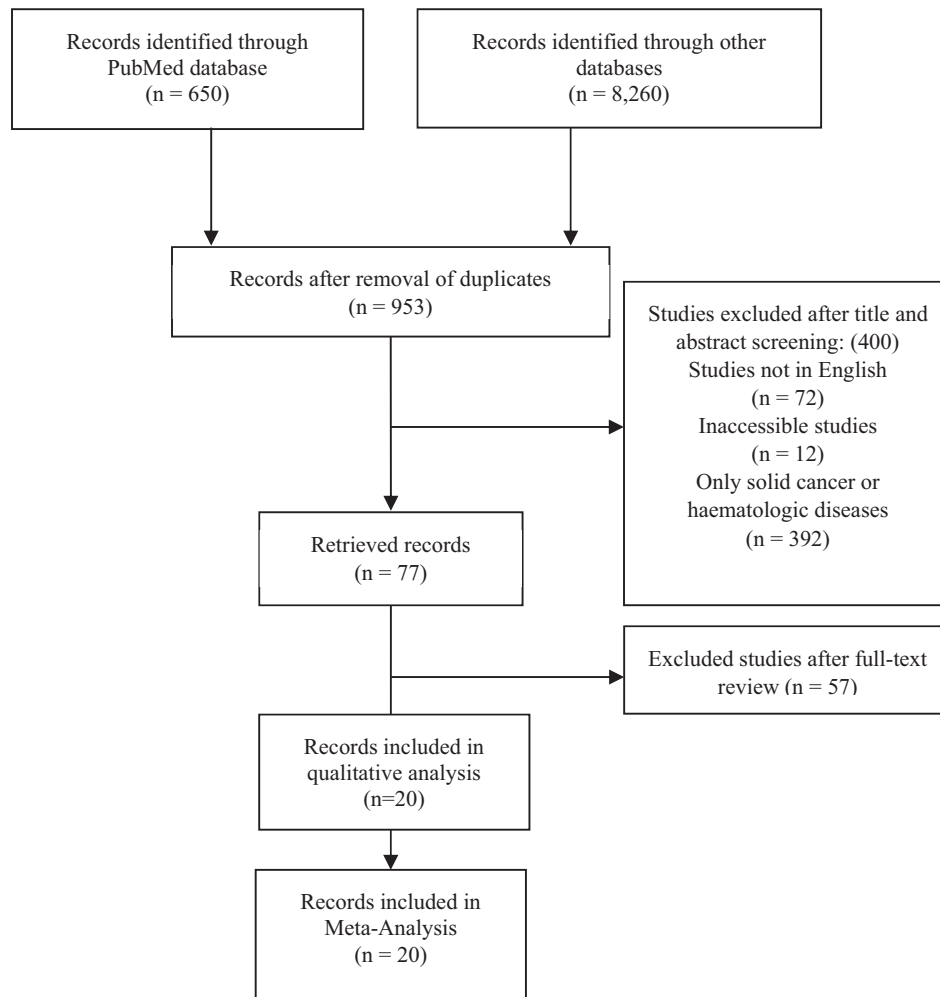 Records identified through
PubMed database
(n = 650)
Records identified through other
databases
(n = 8,260)
Records after removal of duplicates
(n = 953)
Studies excluded after title and
abstract screening: (400)
Studies not in English
(n = 72)
Inaccessible studies
(n = 12)
Only solid cancer or
haematologic diseases
(n = 392)
Retrieved records
(n = 77)
Excluded studies after full-text
review (n = 57)
Records included in
qualitative analysis
(n=20)
Records included in
Meta-Analysis
(n = 20)